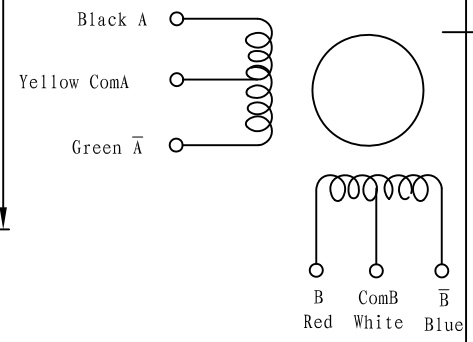 Black A
Yellow ComA
Green A̅
B ComB B̅
Red White Blue